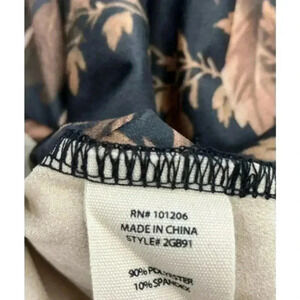 RN# 101206
MADE IN CHINA
STYLE# 2GB91
90% POLYESTER
10% SPANDEX